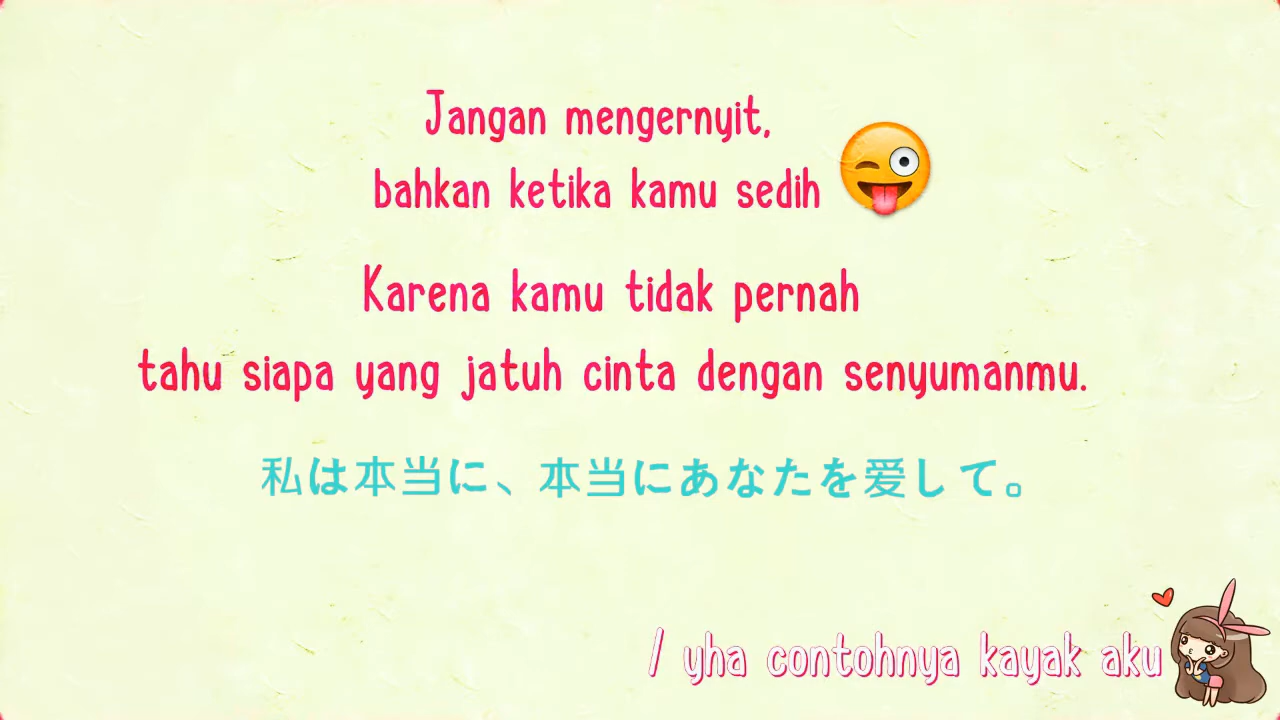 Jangan mengernyit,
bahkan ketika kamu sedih 😜
Karena kamu tidak pernah
tahu siapa yang jatuh cinta dengan senyumanmu.
私は本当に、本当にあなたを爱して。
/ yha contohnya kayak aku